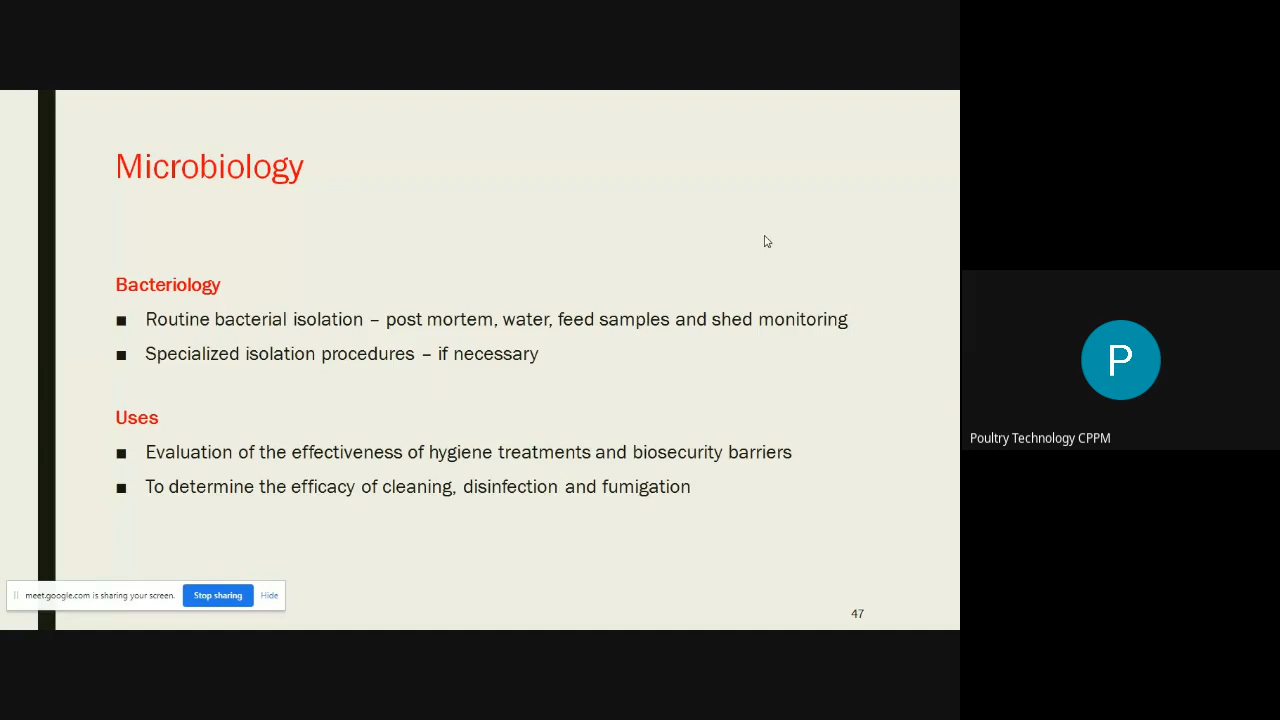 Microbiology
Bacteriology
■ Routine bacterial isolation – post mortem, water, feed samples and shed monitoring
■ Specialized isolation procedures – if necessary
Uses
■ Evaluation of the effectiveness of hygiene treatments and biosecurity barriers
■ To determine the efficacy of cleaning, disinfection and fumigation
meet.google.com is sharing your screen. Stop sharing Hide
47
P
Poultry Technology CPPM